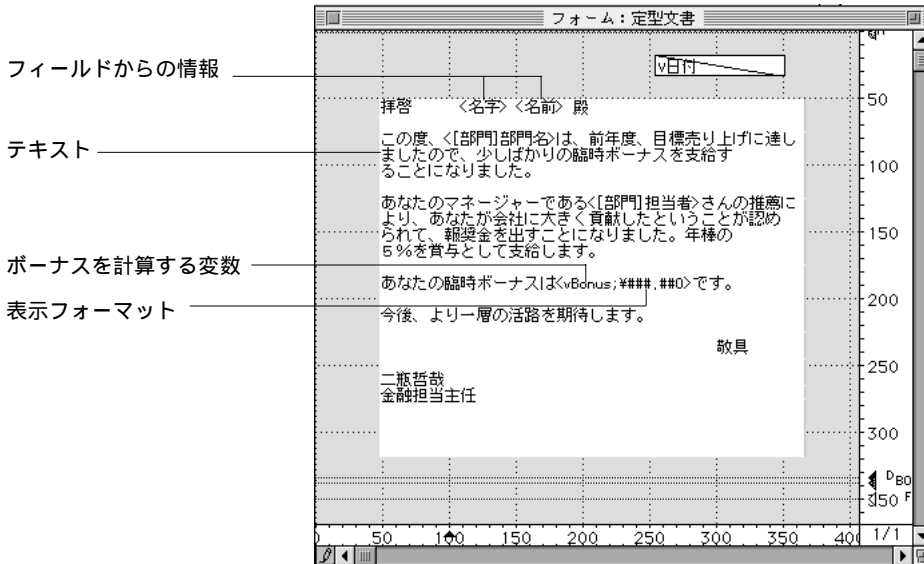 フォーム：定型文書
フィールドからの情報
テキスト
ボーナスを計算する変数
表示フォーマット
v日付
拝啓　　〈名字〉〈名前〉 殿
この度、〈[部門]部門名〉は、前年度、目標売り上げに達し
ましたので、少しばかりの臨時ボーナスを支給す
ることになりました。
あなたのマネージャーである〈[部門]担当者〉さんの推薦に
より、あなたが会社に大きく貢献したということが認め
られて、報奨金を出すことになりました。年棒の
５％を賞与として支給します。
あなたの臨時ボーナスは〈vBonus;¥###,##0〉です。
今後、より一層の活路を期待します。
敬具
二瓶哲哉
金融担当主任
50
100
150
200
250
300
350
D
BO
F
0 50 100 150 200 250 300 350 400
1/1